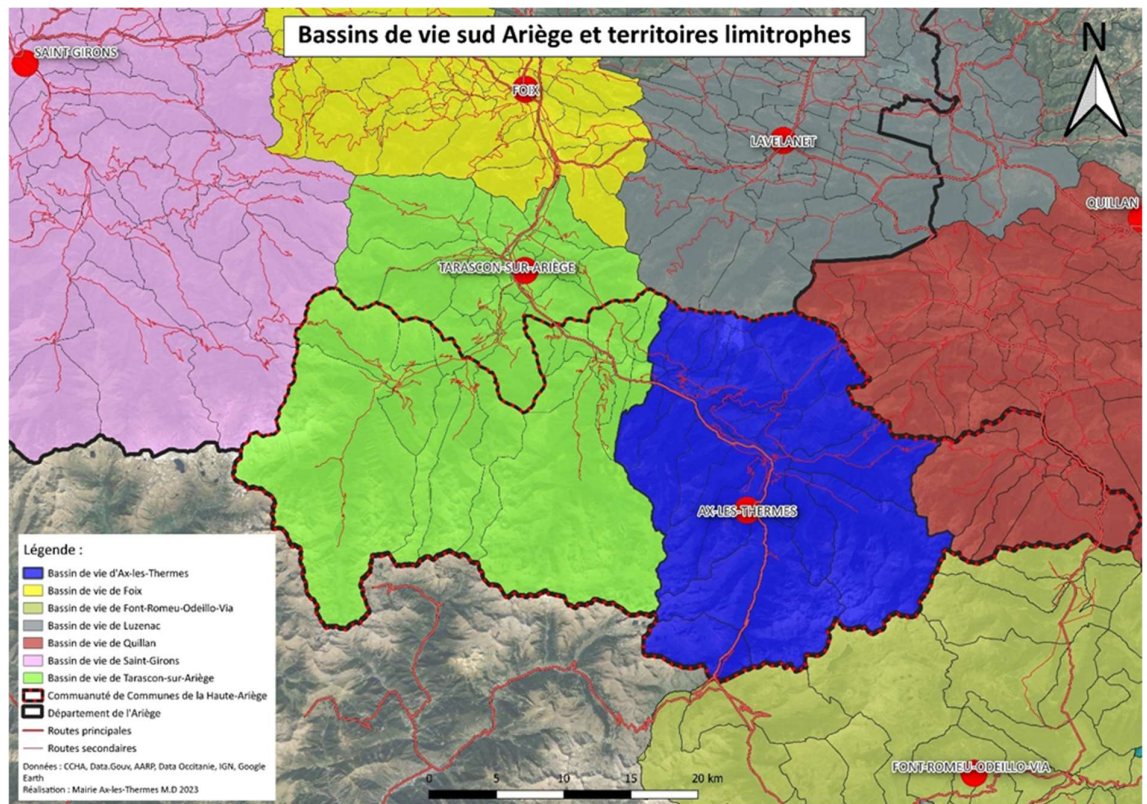 Bassins de vie sud Ariège et territoires limitrophes
N
SAINT-GIRONS
FOIX
LAVELANET
QUILLAN
TARASCON-SUR-ARIÈGE
AX-LES-THERMES
FONT-ROMEU-ODEILLO-VIA
Légende :
Bassin de vie d'Ax-les-Thermes
Bassin de vie de Foix
Bassin de vie de Font-Romeu-Odeillo-Via
Bassin de vie de Luzenac
Bassin de vie de Quillan
Bassin de vie de Saint-Girons
Bassin de vie de Tarascon-sur-Ariège
Commuanuté de Communes de la Haute-Ariège
Département de l'Ariège
Routes principales
Routes secondaires
Données : CCHA, Data.Gouv, AARP, Data Occitanie, IGN, Google
Earth
Réalisation : Mairie Ax-les-Thermes M.D 2023
0 5 10 15 20 km